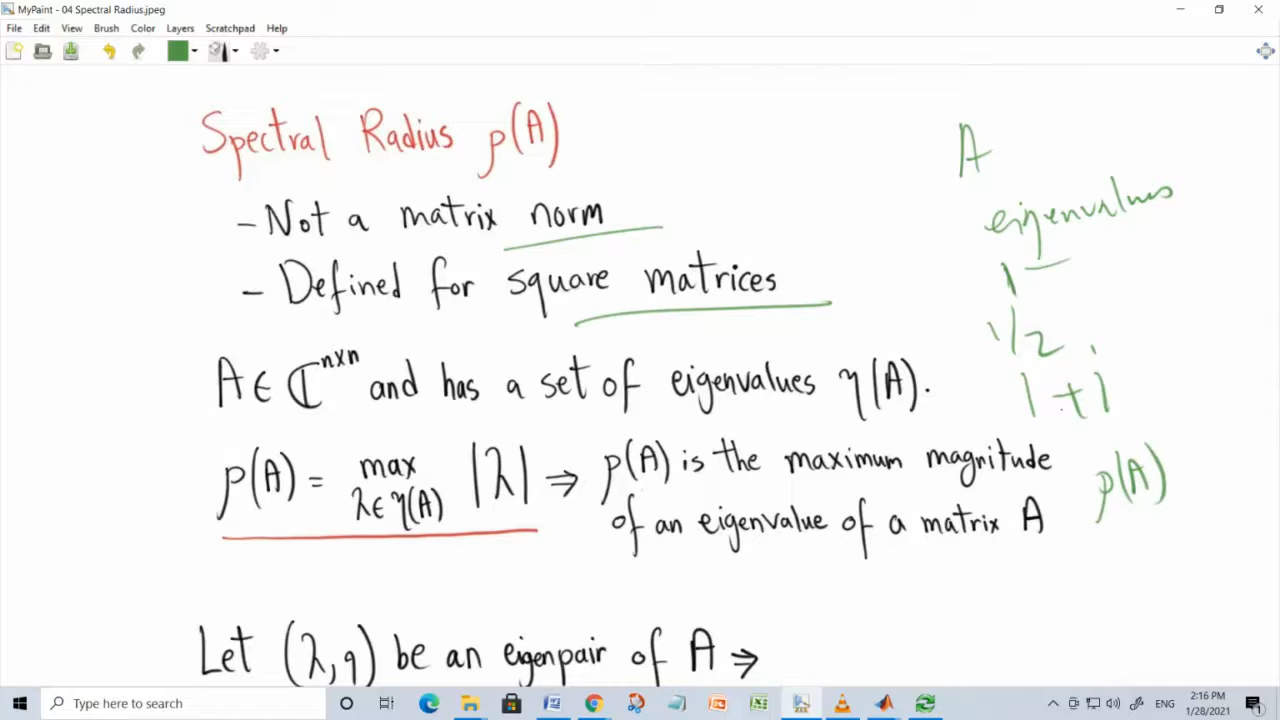 MyPaint - 04 Spectral Radius.jpeg
File Edit View Brush Color Layers Scratchpad Help
Spectral Radius ρ(A)
- Not a matrix norm
- Defined for square matrices
A ∈ ℂ^{n×n} and has a set of eigenvalues η(A).
ρ(A) = max_{λ∈η(A)} |λ| ⇒ ρ(A) is the maximum magnitude
of an eigenvalue of a matrix A
Let (λ, q) be an eigenpair of A ⇒
A
eigenvalues
1
1/2
1 + i
ρ(A)
Type here to search
ENG
2:16 PM
1/28/2021
1